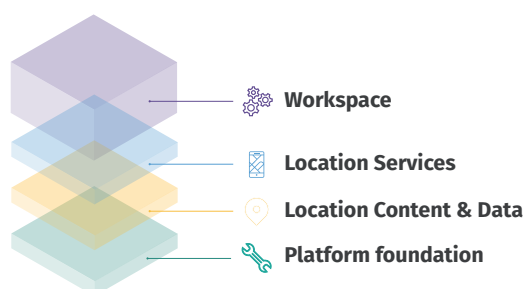 Workspace
Location Services
Location Content & Data
Platform foundation